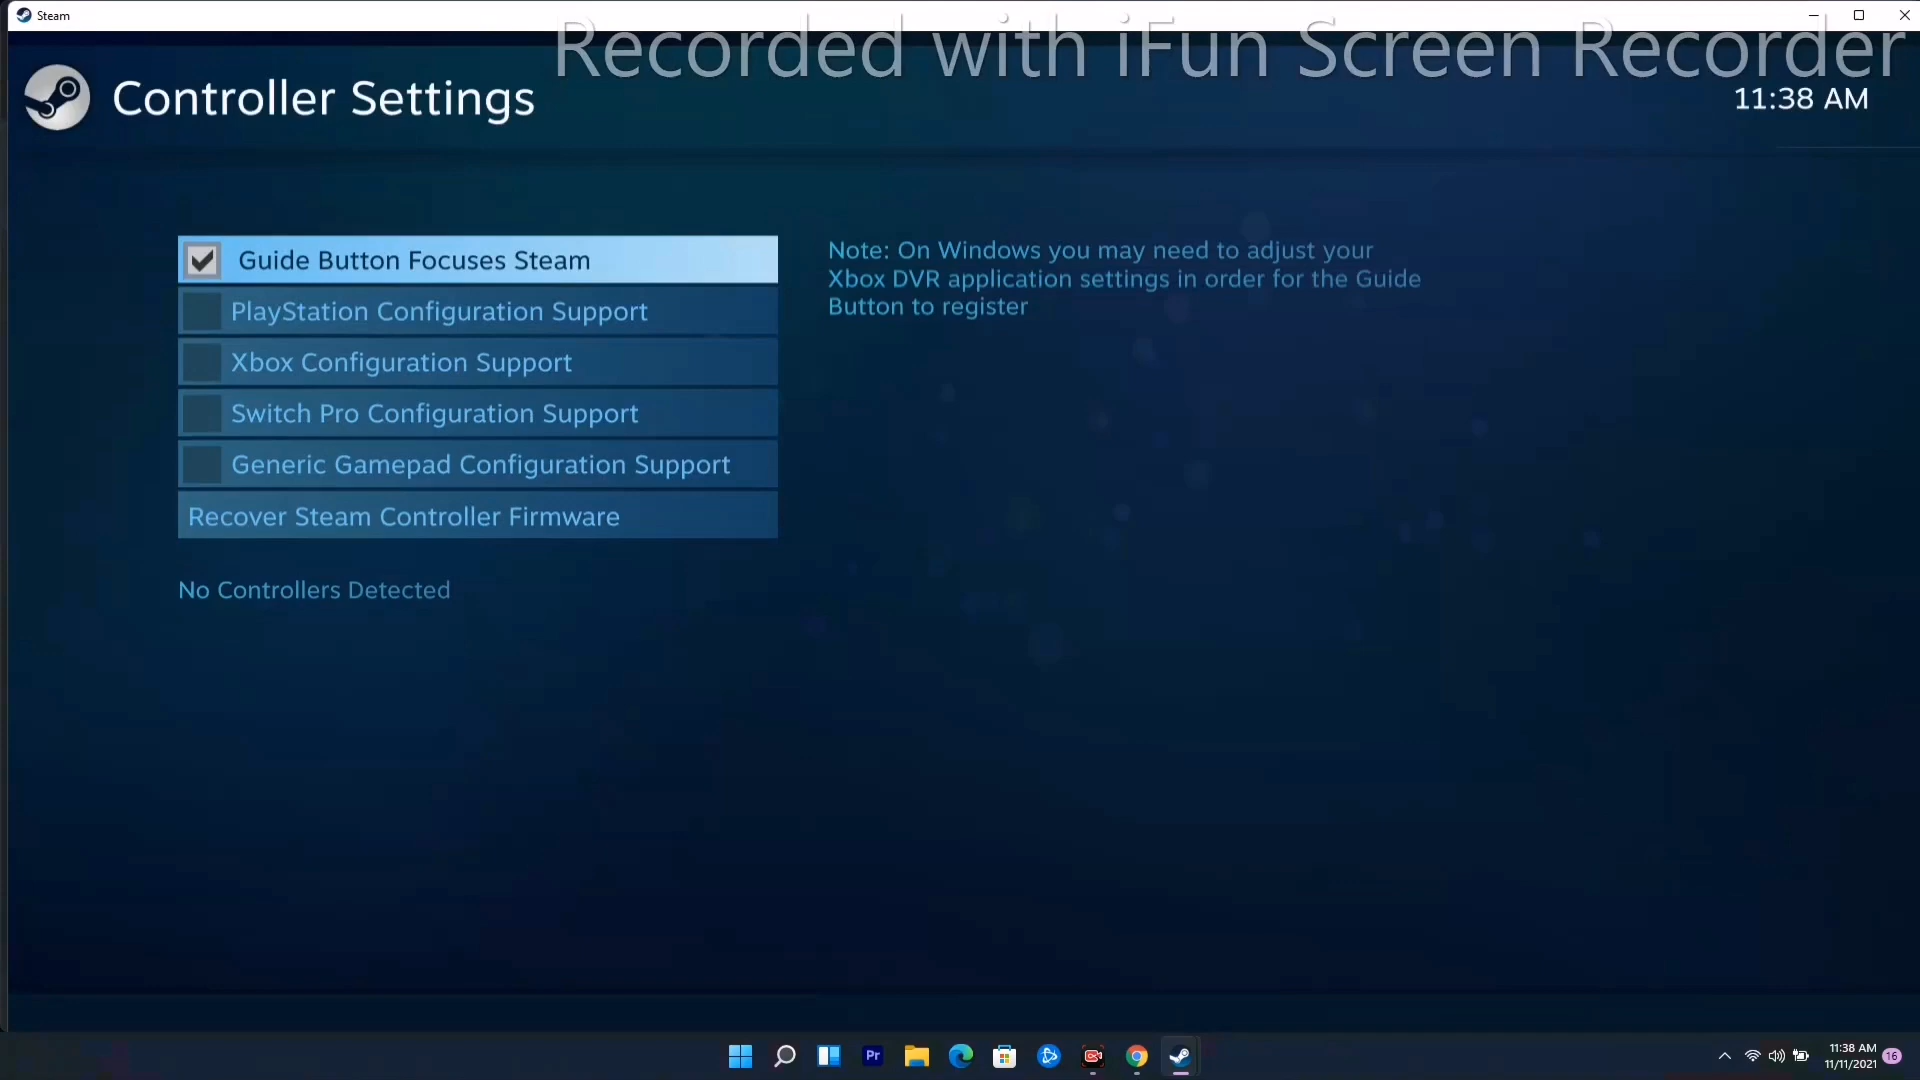 Steam
Recorded with iFun Screen Recorder
Controller Settings
11:38 AM
Guide Button Focuses Steam
PlayStation Configuration Support
Xbox Configuration Support
Switch Pro Configuration Support
Generic Gamepad Configuration Support
Recover Steam Controller Firmware
No Controllers Detected
Note: On Windows you may need to adjust your
Xbox DVR application settings in order for the Guide
Button to register
Pr
11:38 AM
11/11/2021
16